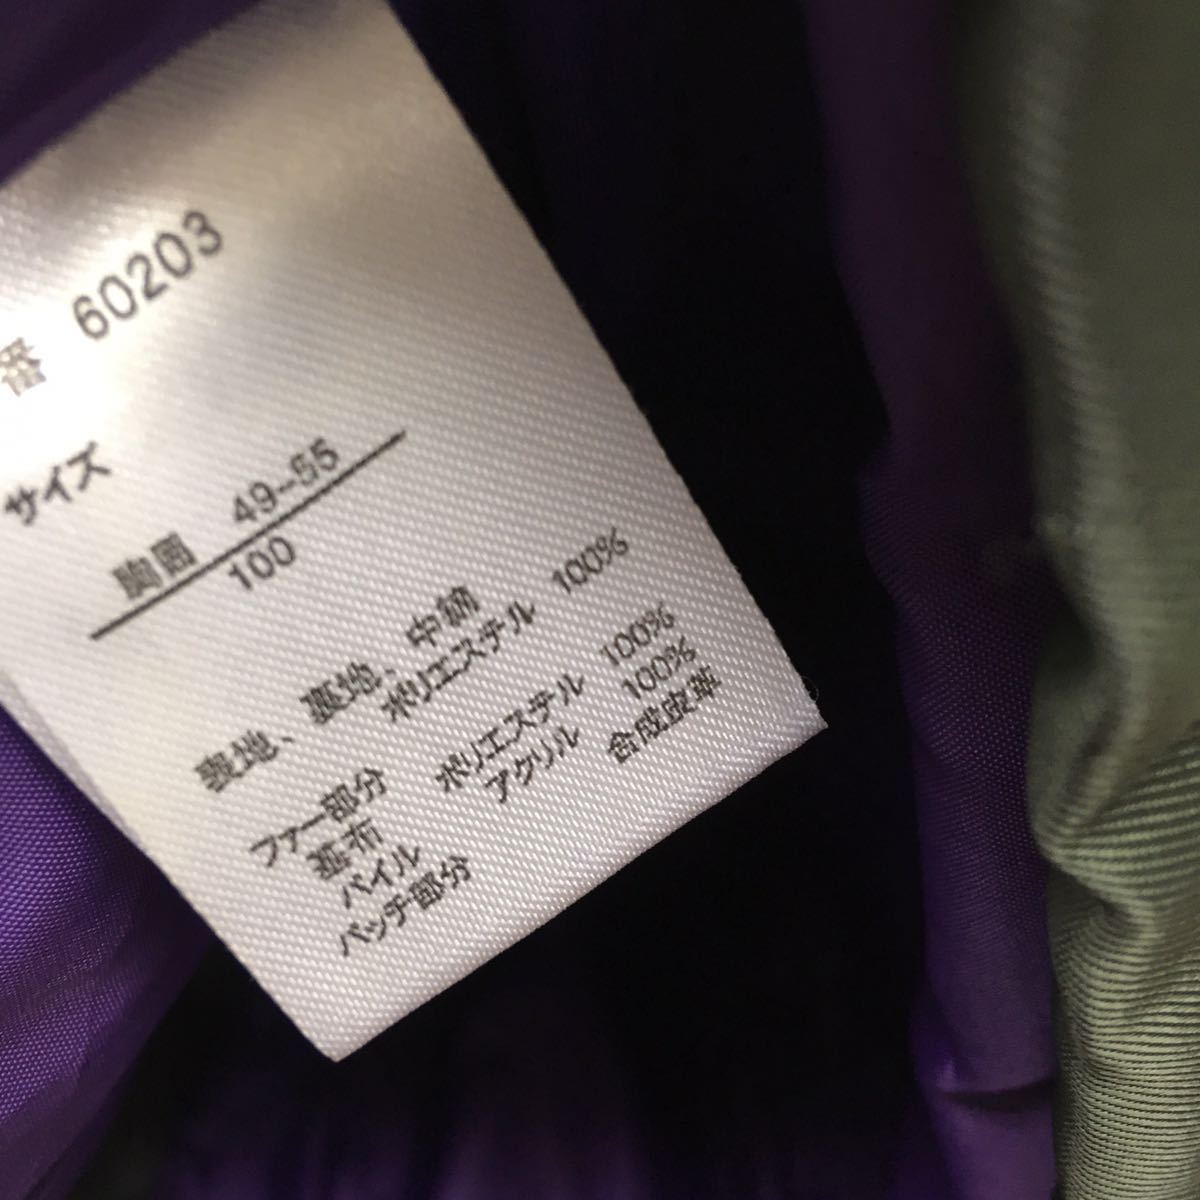 番 60203
サイズ
胸囲 49-55
100
表地、裏地、中綿
ポリエステル 100%
ファー部分
基布 ポリエステル 100%
パイル アクリル 100%
パッチ部分 合成皮革